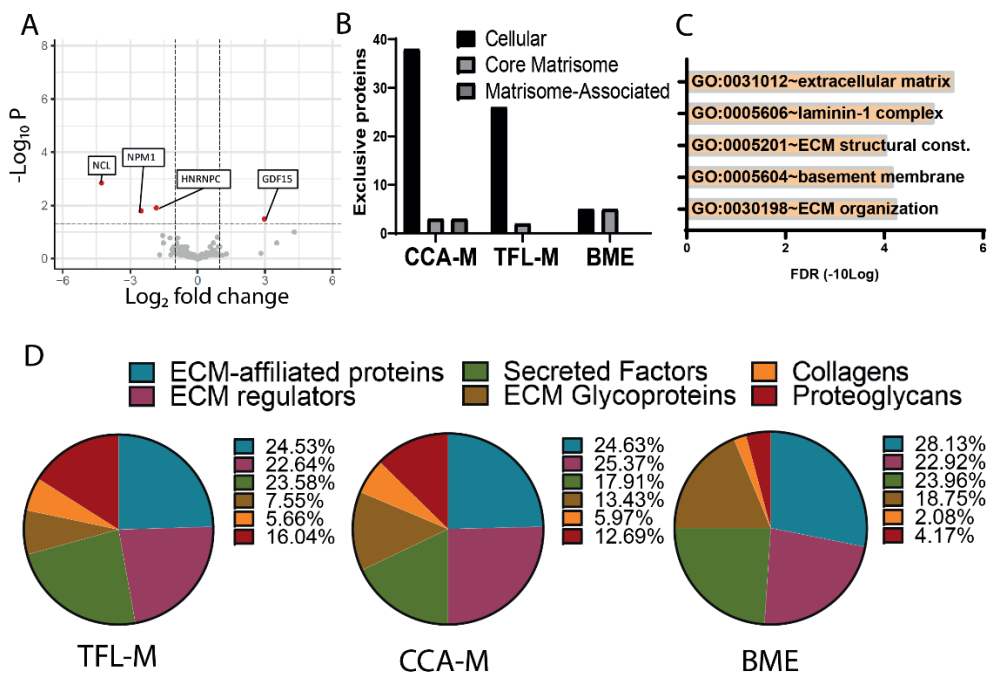 A
-Log₁₀ P
8
6
4
2
0
NCL
NPM1
HNRNPC
GDF15
-6
-3
0
3
6
Log₂ fold change
B
Exclusive proteins
40
30
20
10
0
Cellular
Core Matrisome
Matrisome-Associated
CCA-M
TFL-M
BME
C
GO:0031012~extracellular matrix
GO:0005606~laminin-1 complex
GO:0005201~ECM structural const.
GO:0005604~basement membrane
GO:0030198~ECM organization
0
2
4
6
FDR (-10Log)
D
ECM-affiliated proteins
Secreted Factors
Collagens
ECM regulators
ECM Glycoproteins
Proteoglycans
24.53%
22.64%
23.58%
7.55%
5.66%
16.04%
TFL-M
24.63%
25.37%
17.91%
13.43%
5.97%
12.69%
CCA-M
28.13%
22.92%
23.96%
18.75%
2.08%
4.17%
BME